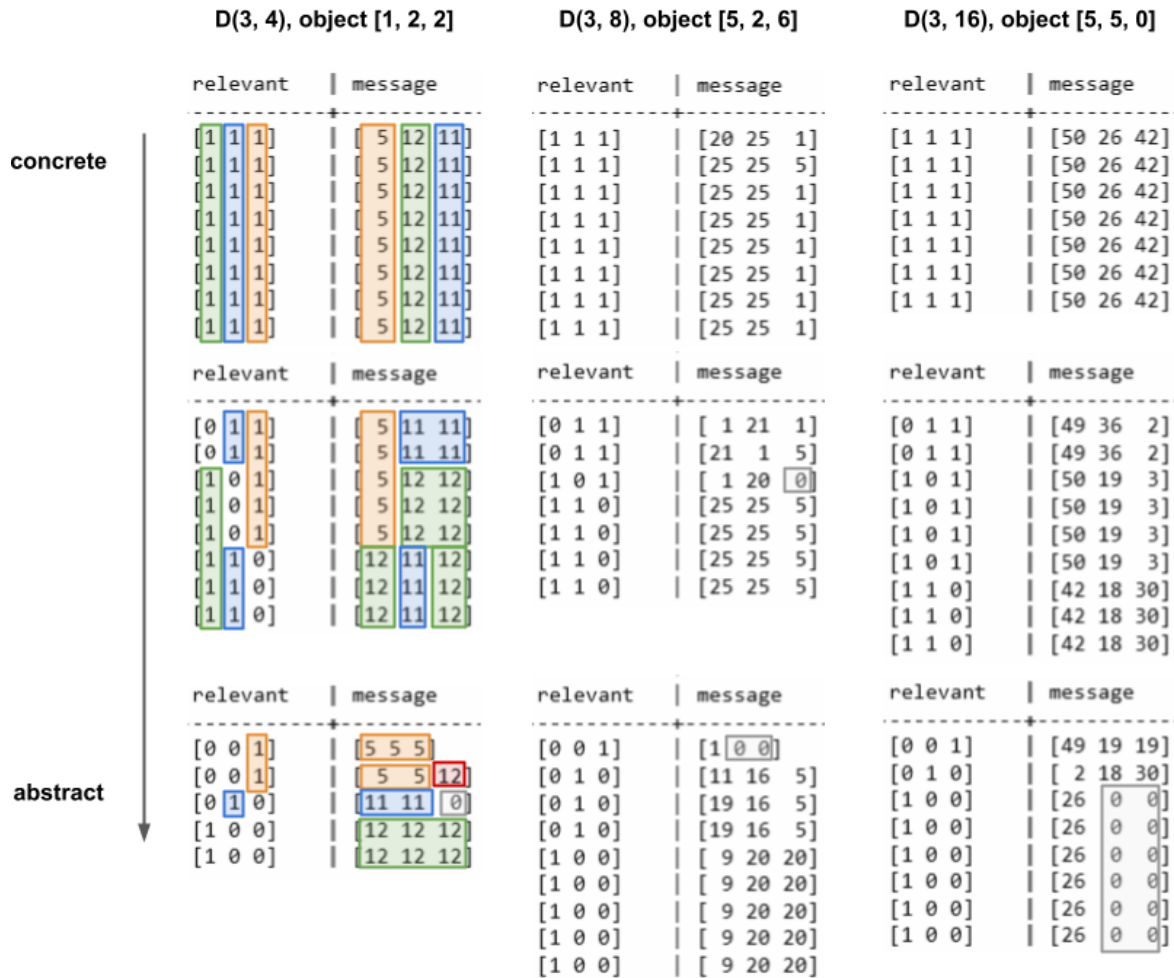 D(3, 4), object [1, 2, 2]
concrete
relevant | message
[1 1 1] | [ 5 12 11]
[1 1 1] | [ 5 12 11]
[1 1 1] | [ 5 12 11]
[1 1 1] | [ 5 12 11]
[1 1 1] | [ 5 12 11]
[1 1 1] | [ 5 12 11]
[1 1 1] | [ 5 12 11]
[1 1 1] | [ 5 12 11]
relevant | message
[0 1 1] | [ 5 11 11]
[0 1 1] | [ 5 11 11]
[1 0 1] | [ 5 12 12]
[1 0 1] | [ 5 12 12]
[1 0 1] | [ 5 12 12]
[1 1 0] | [12 11 12]
[1 1 0] | [12 11 12]
[1 1 0] | [12 11 12]
abstract
relevant | message
[0 0 1] | [5 5 5]
[0 0 1] | [ 5 5 12]
[0 1 0] | [11 11 0]
[1 0 0] | [12 12 12]
[1 0 0] | [12 12 12]
D(3, 8), object [5, 2, 6]
relevant | message
[1 1 1] | [20 25 1]
[1 1 1] | [25 25 5]
[1 1 1] | [25 25 1]
[1 1 1] | [25 25 1]
[1 1 1] | [25 25 1]
[1 1 1] | [25 25 1]
[1 1 1] | [25 25 1]
[1 1 1] | [25 25 1]
relevant | message
[0 1 1] | [ 1 21 1]
[0 1 1] | [21 1 5]
[1 0 1] | [ 1 20 0]
[1 1 0] | [25 25 5]
[1 1 0] | [25 25 5]
[1 1 0] | [25 25 5]
[1 1 0] | [25 25 5]
relevant | message
[0 0 1] | [1 0 0]
[0 1 0] | [11 16 5]
[0 1 0] | [19 16 5]
[0 1 0] | [19 16 5]
[1 0 0] | [ 9 20 20]
[1 0 0] | [ 9 20 20]
[1 0 0] | [ 9 20 20]
[1 0 0] | [ 9 20 20]
[1 0 0] | [ 9 20 20]
D(3, 16), object [5, 5, 0]
relevant | message
[1 1 1] | [50 26 42]
[1 1 1] | [50 26 42]
[1 1 1] | [50 26 42]
[1 1 1] | [50 26 42]
[1 1 1] | [50 26 42]
[1 1 1] | [50 26 42]
[1 1 1] | [50 26 42]
relevant | message
[0 1 1] | [49 36 2]
[0 1 1] | [49 36 2]
[1 0 1] | [50 19 3]
[1 0 1] | [50 19 3]
[1 0 1] | [50 19 3]
[1 0 1] | [50 19 3]
[1 1 0] | [42 18 30]
[1 1 0] | [42 18 30]
[1 1 0] | [42 18 30]
relevant | message
[0 0 1] | [49 19 19]
[0 1 0] | [ 2 18 30]
[1 0 0] | [26 0 0]
[1 0 0] | [26 0 0]
[1 0 0] | [26 0 0]
[1 0 0] | [26 0 0]
[1 0 0] | [26 0 0]
[1 0 0] | [26 0 0]